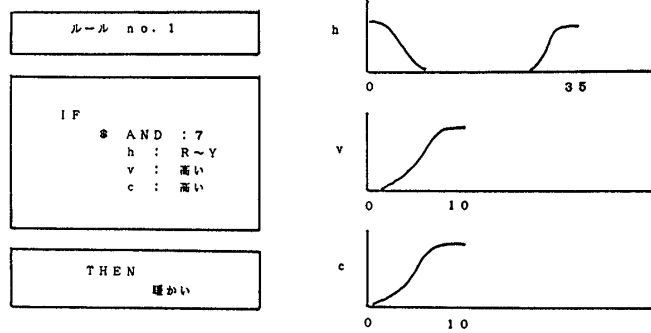 ルール no.1
IF
$ AND :7
h : R~Y
v : 高い
c : 高い
THEN
暖かい
h
0 35
v
0 10
c
0 10